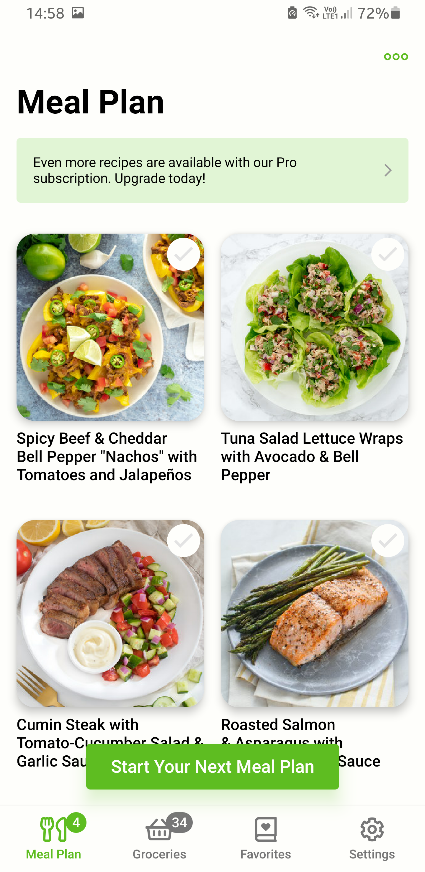 14:58
Vo)) LTE1 72%
Meal Plan
Even more recipes are available with our Pro
subscription. Upgrade today!
Spicy Beef & Cheddar
Bell Pepper "Nachos" with
Tomatoes and Jalapeños
Tuna Salad Lettuce Wraps
with Avocado & Bell
Pepper
Cumin Steak with
Tomato-Cucumber Salad &
Garlic
Roasted Salmon
& Asparagus with
Sauce
Start Your Next Meal Plan
4
Meal Plan
34
Groceries
Favorites
Settings